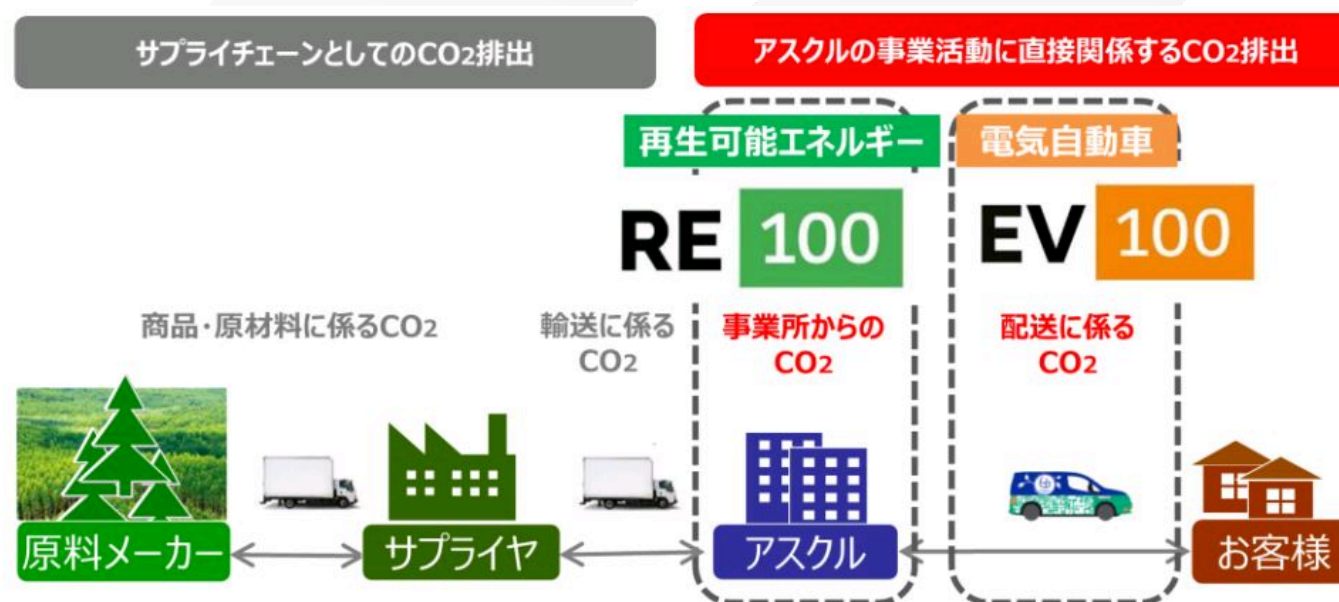 サプライチェーンとしてのCO2排出
アスクルの事業活動に直接関係するCO2排出
再生可能エネルギー
電気自動車
RE 100
EV 100
商品・原材料に係るCO2
輸送に係る
CO2
事業所からの
CO2
配送に係る
CO2
原料メーカー
サプライヤ
アスクル
お客様